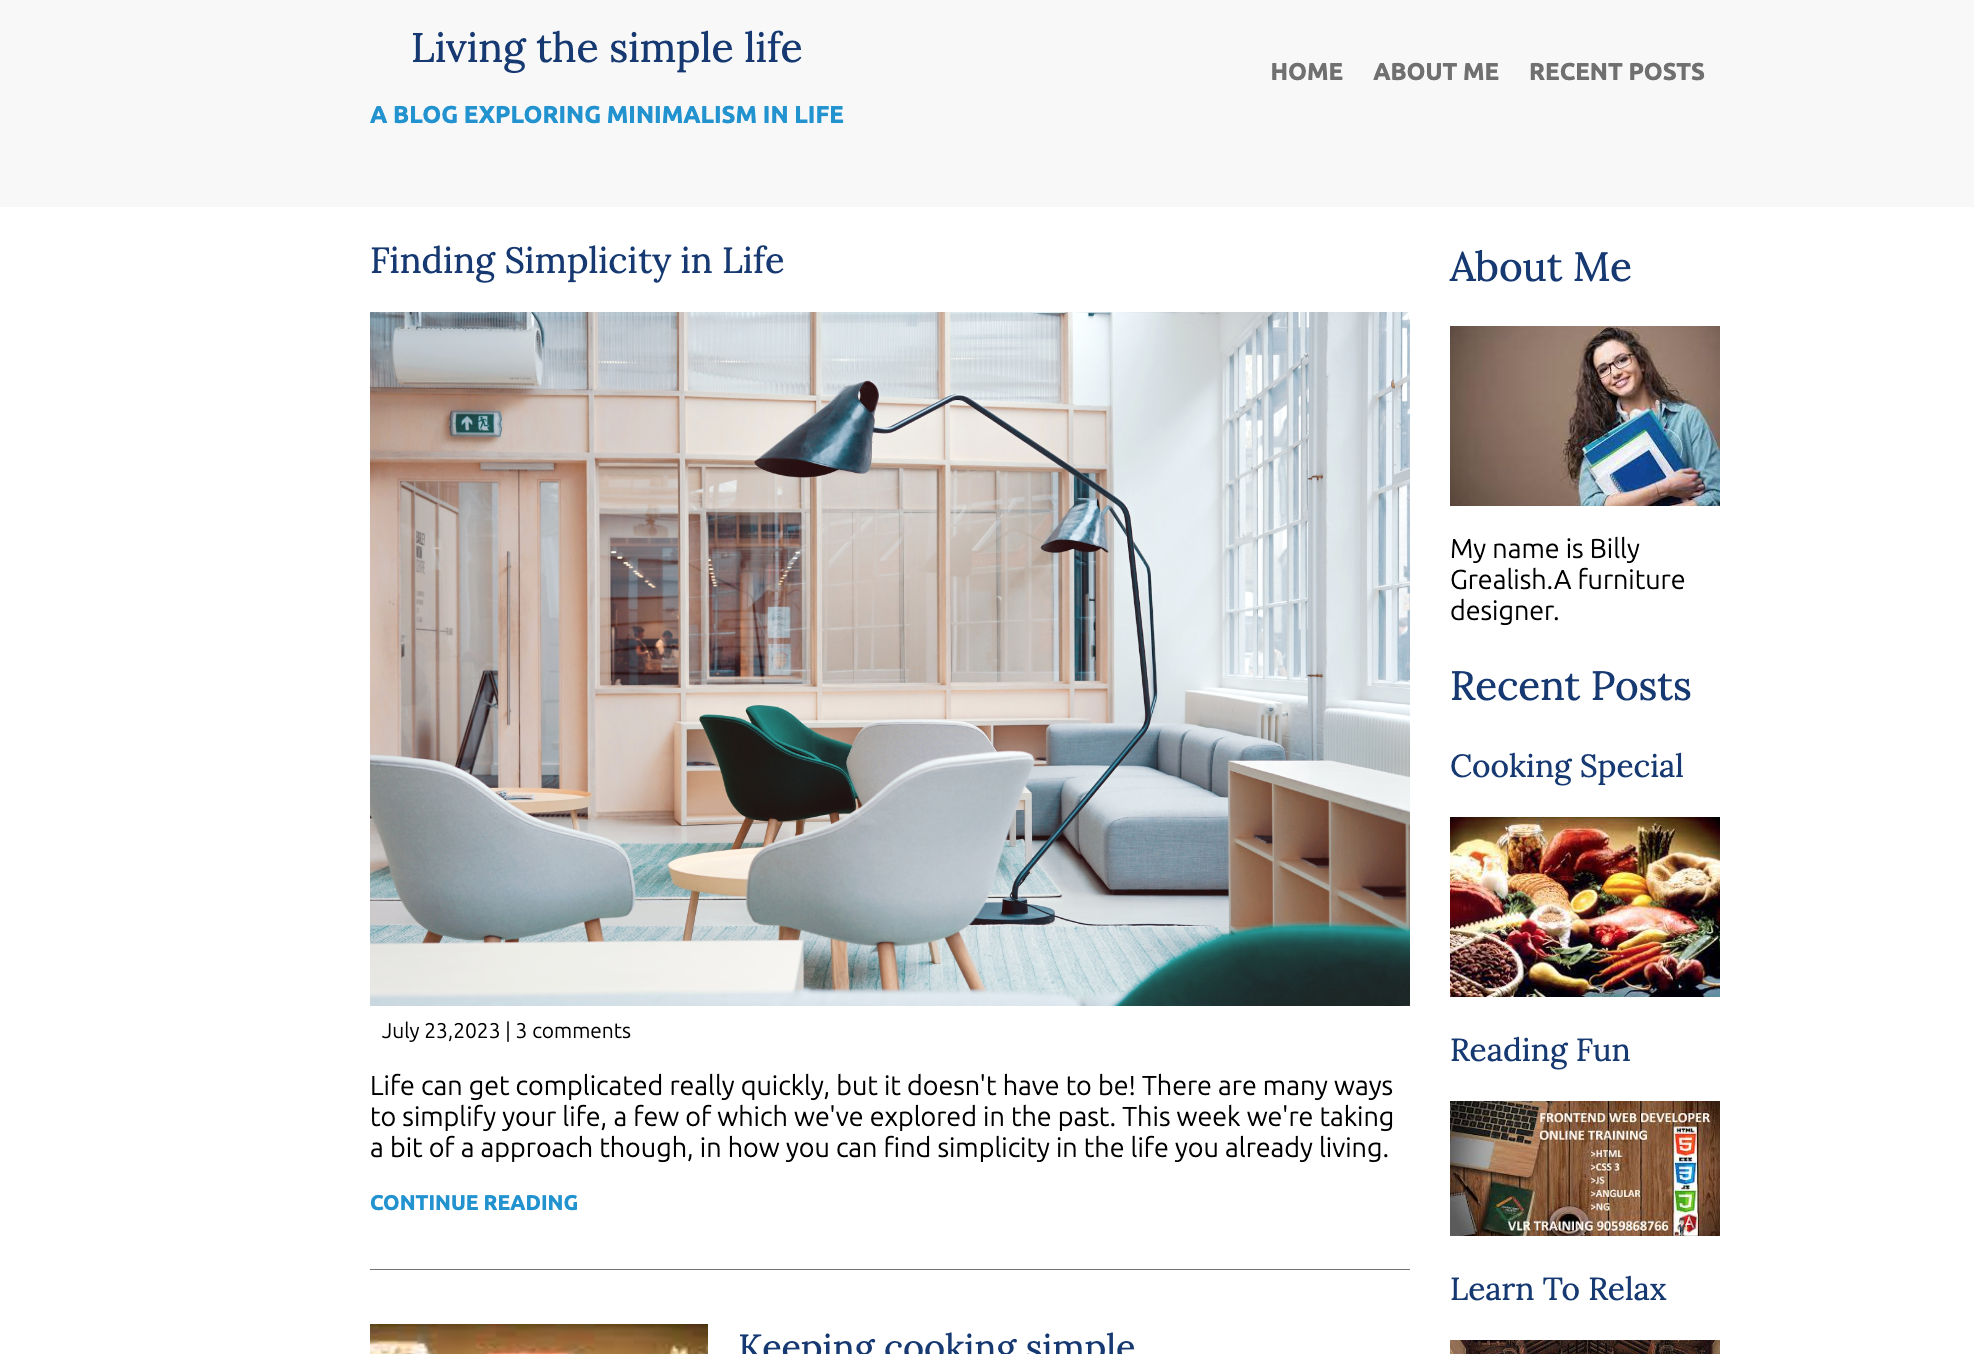 Living the simple life
A BLOG EXPLORING MINIMALISM IN LIFE
HOME ABOUT ME RECENT POSTS
Finding Simplicity in Life
July 23,2023 | 3 comments
Life can get complicated really quickly, but it doesn't have to be! There are many ways
to simplify your life, a few of which we've explored in the past. This week we're taking
a bit of a approach though, in how you can find simplicity in the life you already living.
CONTINUE READING
Keeping cooking simple
About Me
My name is Billy
Grealish.A furniture
designer.
Recent Posts
Cooking Special
Reading Fun
FRONTEND WEB DEVELOPER
ONLINE TRAINING
>HTML
>CSS 3
>JS
>ANGULAR
>NG
VLR TRAINING 9059868766
HTML
5
CSS
3
JS
A
Learn To Relax